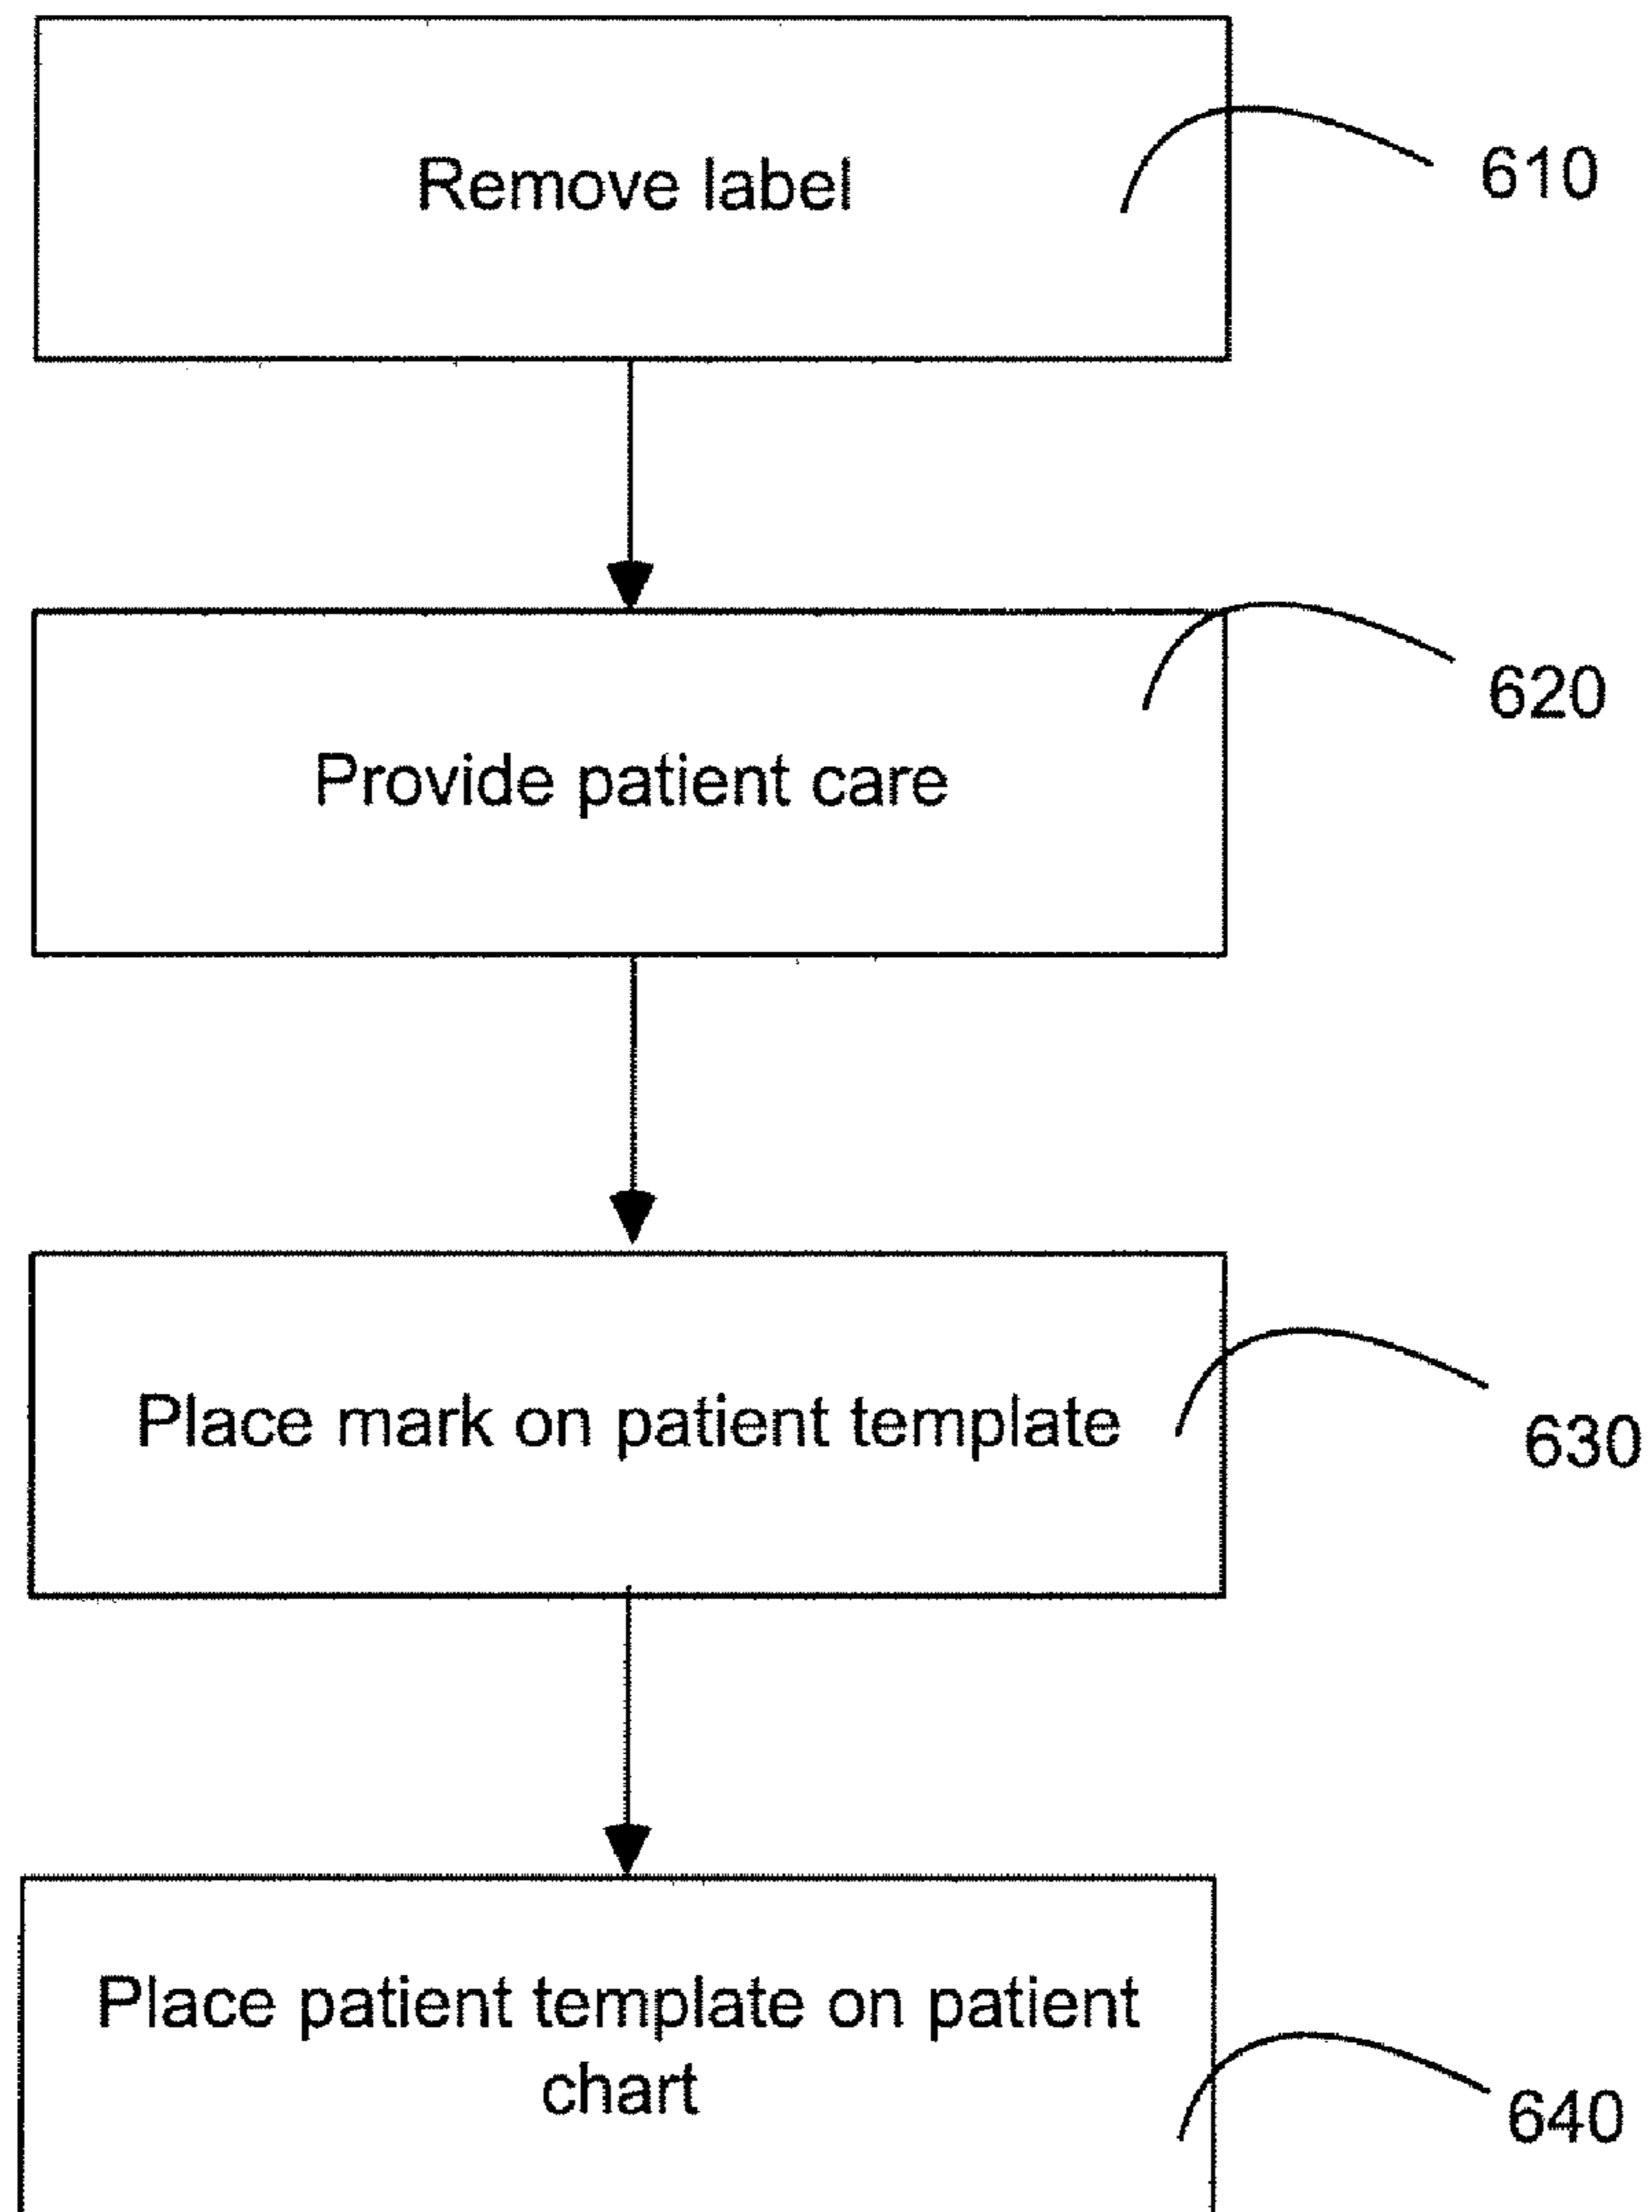 Remove label
610
620
Provide patient care
Place mark on patient template
630
Place patient template on patient
chart
640